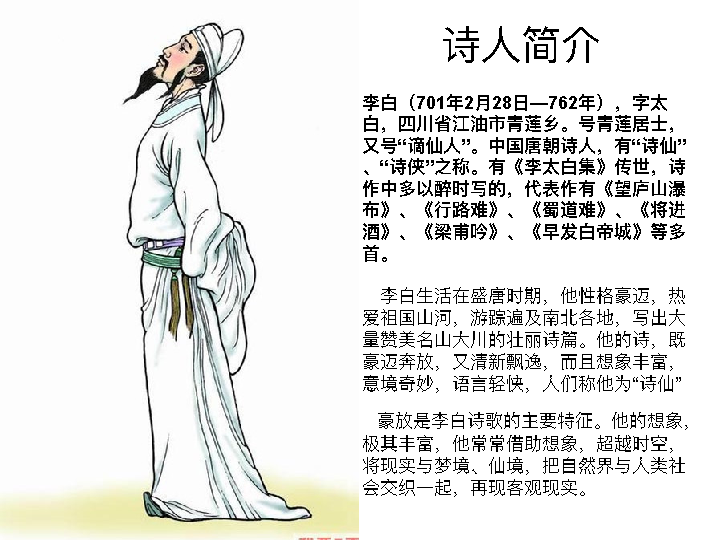 诗人简介
李白（701年2月28日—762年），字太
白，四川省江油市青莲乡。号青莲居士，
又号“谪仙人”。中国唐朝诗人，有“诗仙”
、“诗侠”之称。有《李太白集》传世，诗
作中多以醉时写的，代表作有《望庐山瀑
布》、《行路难》、《蜀道难》、《将进
酒》、《梁甫吟》、《早发白帝城》等多
首。
李白生活在盛唐时期，他性格豪迈，热
爱祖国山河，游踪遍及南北各地，写出大
量赞美名山大川的壮丽诗篇。他的诗，既
豪迈奔放，又清新飘逸，而且想象丰富，
意境奇妙，语言轻快，人们称他为“诗仙”
豪放是李白诗歌的主要特征。他的想象，
极其丰富，他常常借助想象，超越时空，
将现实与梦境、仙境，把自然界与人类社
会交织一起，再现客观现实。